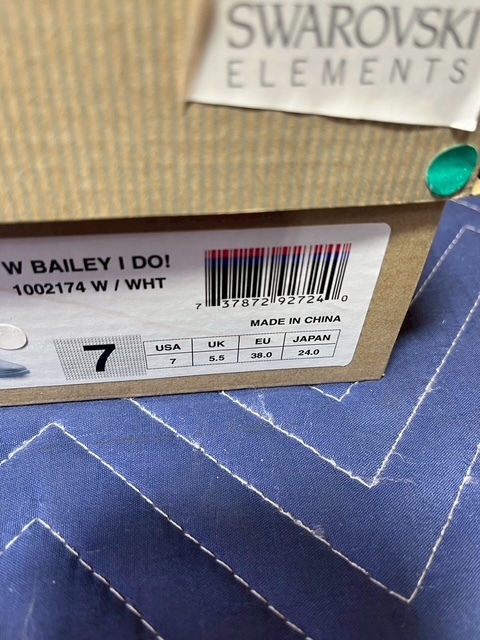 SWAROVSKI
ELEMENTS
W BAILEY I DO!
1002174 W / WHT
7 37872 92724 0
MADE IN CHINA
7
USA UK EU JAPAN
7 5.5 38.0 24.0